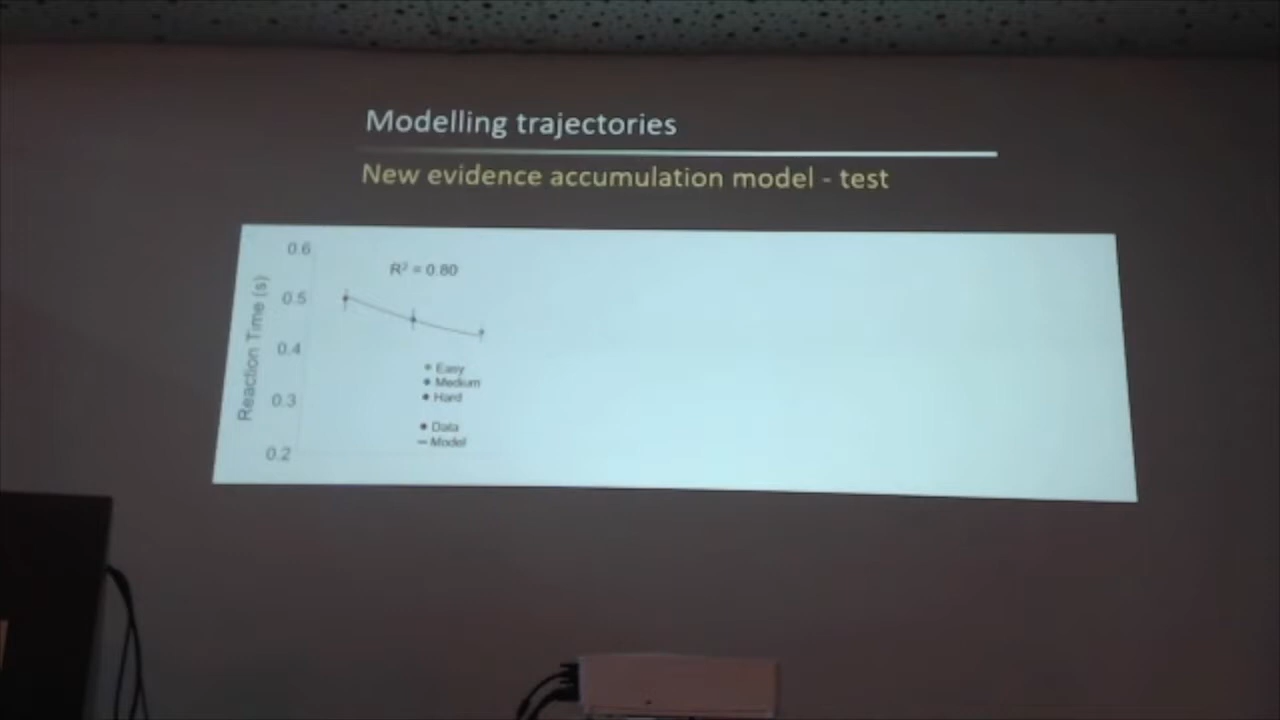 Modelling trajectories
New evidence accumulation model - test
0.6
R² = 0.80
0.5
0.4
0.3
0.2
Reaction Time (s)
Easy
Medium
Hard
Data
Model